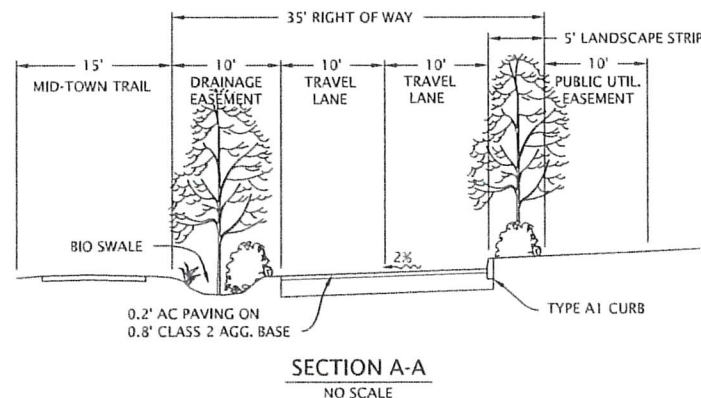 35' RIGHT OF WAY
5' LANDSCAPE STRIP
15'
10'
10'
10'
10'
MID-TOWN TRAIL
DRAINAGE
EASEMENT
TRAVEL
LANE
TRAVEL
LANE
PUBLIC UTIL.
EASEMENT
BIO SWALE
2%
0.2' AC PAVING ON
0.8' CLASS 2 AGG. BASE
TYPE A1 CURB
SECTION A-A
NO SCALE